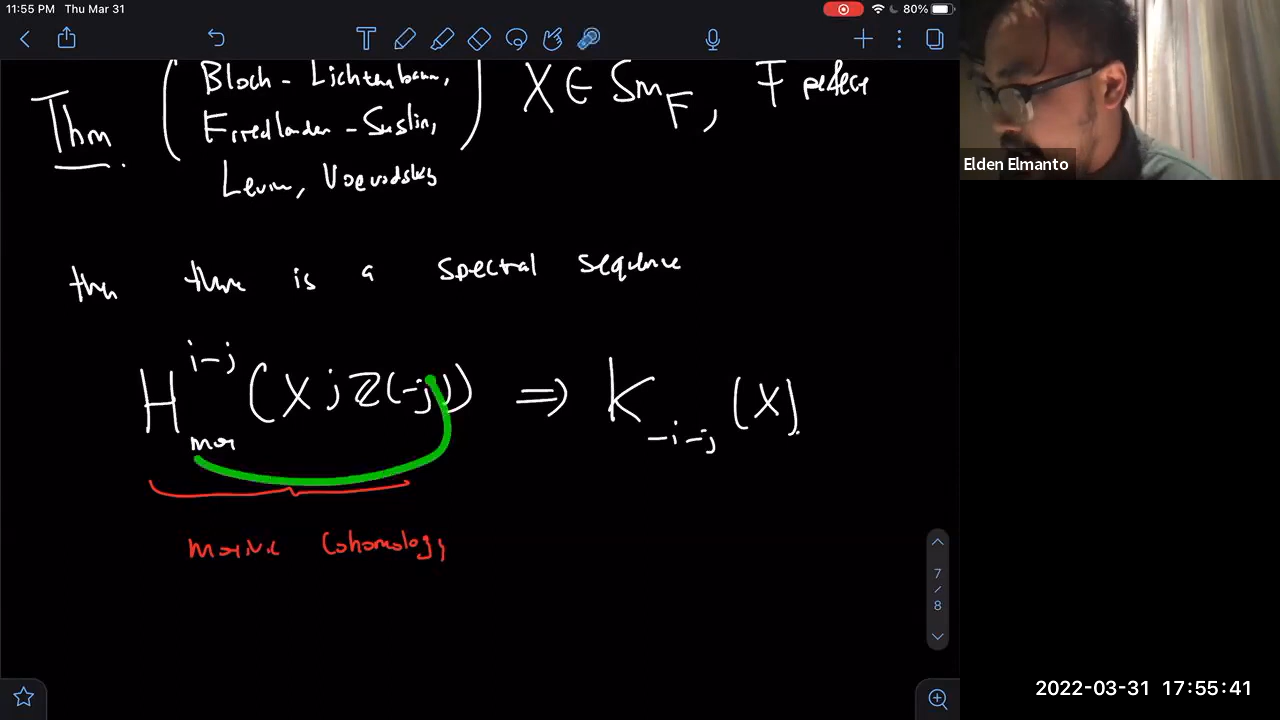 11:55 PM Thu Mar 31
80%
Thm. ( Bloch-Lichtenbaum, Friedlander-Suslin, Levine, Voevodsky ) X ∈ Sm_F, F perfect
then there is a spectral sequence
H^{i-j}_{mot} (X; ℤ(-j)) ⇒ K_{-i-j} (X).
motivic cohomology
7 / 8
Elden Elmanto
2022-03-31 17:55:41